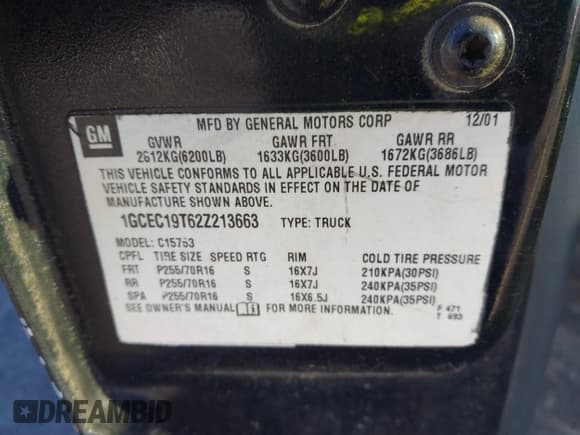 GM
MFD BY GENERAL MOTORS CORP 12/01
GVWR GAWR FRT GAWR RR
2812KG(6200LB) 1633KG(3600LB) 1672KG(3686LB)
THIS VEHICLE CONFORMS TO ALL APPLICABLE U.S. FEDERAL MOTOR
VEHICLE SAFETY STANDARDS IN EFFECT ON THE DATE OF
MANUFACTURE SHOWN ABOVE.
1GCEC19T62Z213663 TYPE: TRUCK
MODEL: C15753
CPFL TIRE SIZE SPEED RTG RIM COLD TIRE PRESSURE
FRT P255/70R16 S 16X7J 210KPA(30PSI)
RR P255/70R16 S 16X7J 240KPA(35PSI)
SPA P255/70R16 S 16X6.5J 240KPA(35PSI)
SEE OWNER'S MANUAL FOR MORE INFORMATION.
F 471
T 693
DREAMBID